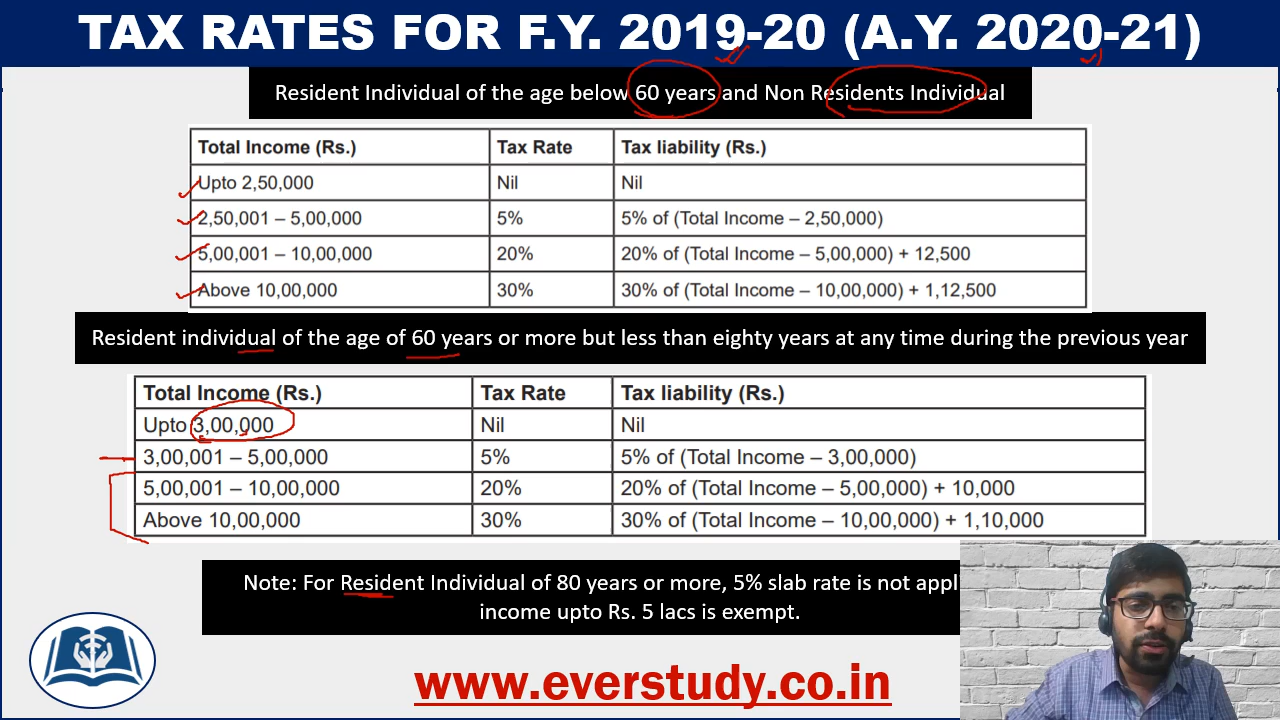 TAX RATES FOR F.Y. 2019-20 (A.Y. 2020-21)
Resident Individual of the age below 60 years and Non Residents Individual
Total Income (Rs.) Tax Rate Tax liability (Rs.)
Upto 2,50,000 Nil Nil
2,50,001 – 5,00,000 5% 5% of (Total Income – 2,50,000)
5,00,001 – 10,00,000 20% 20% of (Total Income – 5,00,000) + 12,500
Above 10,00,000 30% 30% of (Total Income – 10,00,000) + 1,12,500
Resident individual of the age of 60 years or more but less than eighty years at any time during the previous year
Total Income (Rs.) Tax Rate Tax liability (Rs.)
Upto 3,00,000 Nil Nil
3,00,001 – 5,00,000 5% 5% of (Total Income – 3,00,000)
5,00,001 – 10,00,000 20% 20% of (Total Income – 5,00,000) + 10,000
Above 10,00,000 30% 30% of (Total Income – 10,00,000) + 1,10,000
Note: For Resident Individual of 80 years or more, 5% slab rate is not appl
income upto Rs. 5 lacs is exempt.
www.everstudy.co.in